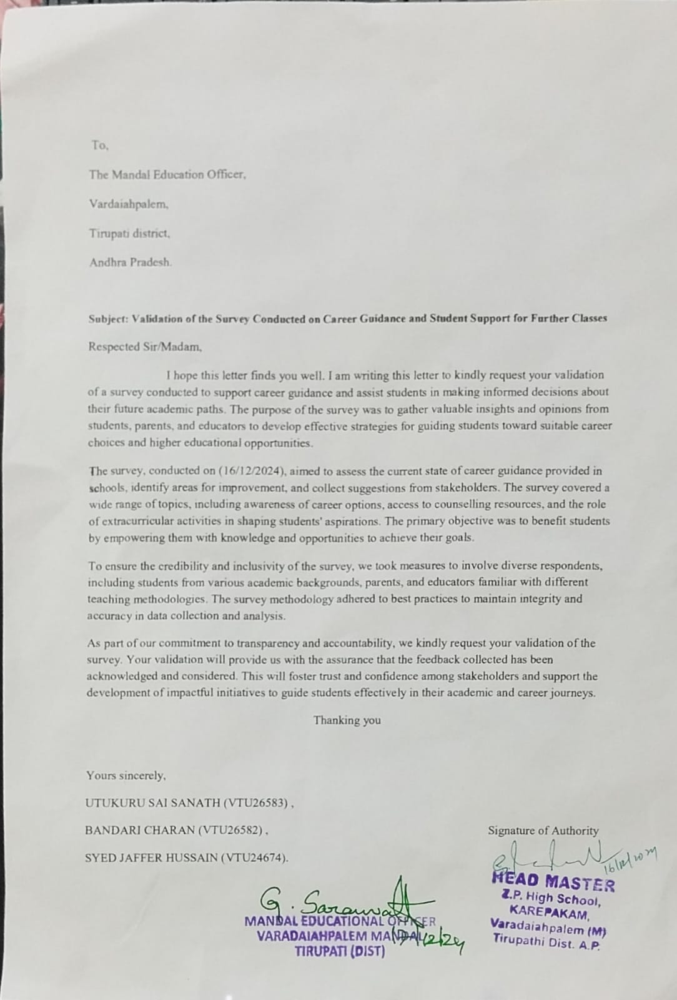 To,
The Mandal Education Officer,
Vardaiahpalem,
Tirupati district,
Andhra Pradesh.
Subject: Validation of the Survey Conducted on Career Guidance and Student Support for Further Classes
Respected Sir/Madam,
I hope this letter finds you well. I am writing this letter to kindly request your validation
of a survey conducted to support career guidance and assist students in making informed decisions about
their future academic paths. The purpose of the survey was to gather valuable insights and opinions from
students, parents, and educators to develop effective strategies for guiding students toward suitable career
choices and higher educational opportunities.
The survey, conducted on (16/12/2024), aimed to assess the current state of career guidance provided in
schools, identify areas for improvement, and collect suggestions from stakeholders. The survey covered a
wide range of topics, including awareness of career options, access to counselling resources, and the role
of extracurricular activities in shaping students' aspirations. The primary objective was to benefit students
by empowering them with knowledge and opportunities to achieve their goals.
To ensure the credibility and inclusivity of the survey, we took measures to involve diverse respondents,
including students from various academic backgrounds, parents, and educators familiar with different
teaching methodologies. The survey methodology adhered to best practices to maintain integrity and
accuracy in data collection and analysis.
As part of our commitment to transparency and accountability, we kindly request your validation of the
survey. Your validation will provide us with the assurance that the feedback collected has been
acknowledged and considered. This will foster trust and confidence among stakeholders and support the
development of impactful initiatives to guide students effectively in their academic and career journeys.
Thanking you
Yours sincerely,
UTUKURU SAI SANATH (VTU26583) ,
BANDARI CHARAN (VTU26582) ,
SYED JAFFER HUSSAIN (VTU24674).
Signature of Authority
16/12/2024
HEAD MASTER
Z.P. High School,
KAREPAKAM,
Varadaiahpalem (M)
Tirupathi Dist. A.P.
G.
MANDAL EDUCATIONAL OFFICER
VARADAIAHPALEM MANDAL
TIRUPATI (DIST)